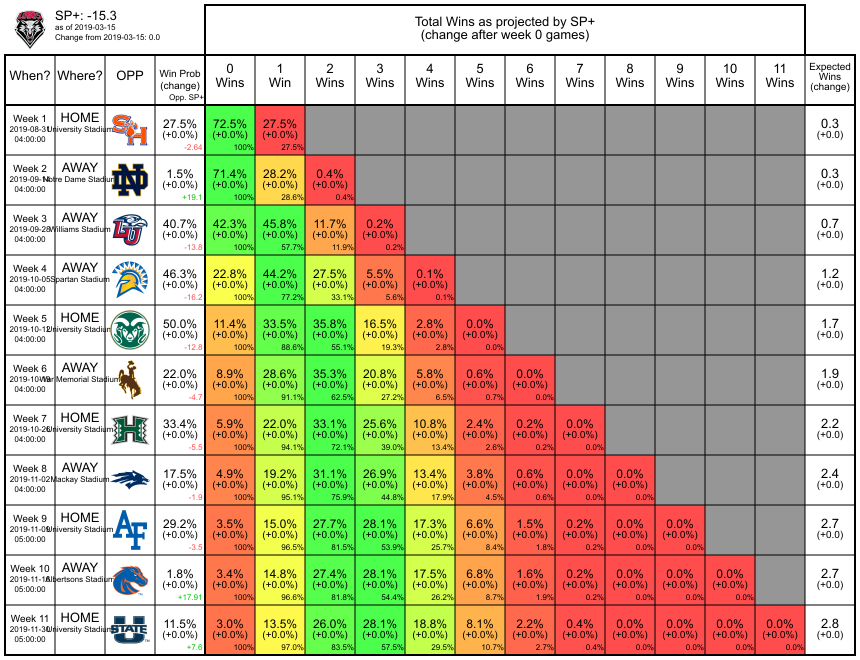 SP+: -15.3
as of 2019-03-15
Change from 2019-03-15: 0.0
Total Wins as projected by SP+
(change after week 0 games)
When? Where? OPP Win Prob (change) Opp. SP+ 0 Wins 1 Win 2 Wins 3 Wins 4 Wins 5 Wins 6 Wins 7 Wins 8 Wins 9 Wins 10 Wins 11 Wins Expected Wins (change)
Week 1 HOME 27.5% 72.5% 27.5% 0.3
2019-08-31 University Stadium SH (+0.0%) (+0.0%) (+0.0%) (+0.0)
04:00:00 -2.64 100% 27.5%
Week 2 AWAY 1.5% 71.4% 28.2% 0.4% 0.3
2019-09-14 Notre Dame Stadium ND (+0.0%) (+0.0%) (+0.0%) (+0.0%) (+0.0)
04:00:00 +19.1 100% 28.6% 0.4%
Week 3 AWAY 40.7% 42.3% 45.8% 11.7% 0.2% 0.7
2019-09-28 Williams Stadium LU (+0.0%) (+0.0%) (+0.0%) (+0.0%) (+0.0%) (+0.0)
04:00:00 -13.8 100% 57.7% 11.9% 0.2%
Week 4 AWAY 46.3% 22.8% 44.2% 27.5% 5.5% 0.1% 1.2
2019-10-05 Spartan Stadium (+0.0%) (+0.0%) (+0.0%) (+0.0%) (+0.0%) (+0.0%) (+0.0)
04:00:00 -16.2 100% 77.2% 33.1% 5.6% 0.1%
Week 5 HOME 50.0% 11.4% 33.5% 35.8% 16.5% 2.8% 0.0% 1.7
2019-10-12 University Stadium (+0.0%) (+0.0%) (+0.0%) (+0.0%) (+0.0%) (+0.0%) (+0.0%) (+0.0)
04:00:00 -12.8 100% 88.6% 55.1% 19.3% 2.8% 0.0%
Week 6 AWAY 22.0% 8.9% 28.6% 35.3% 20.8% 5.8% 0.6% 0.0% 1.9
War Memorial Stadium (+0.0%) (+0.0%) (+0.0%) (+0.0%) (+0.0%) (+0.0%) (+0.0%) (+0.0%) (+0.0)
04:00:00 -4.7 100% 91.1% 62.5% 27.2% 6.5% 0.7% 0.0%
Week 7 HOME 33.4% 5.9% 22.0% 33.1% 25.6% 10.8% 2.4% 0.2% 0.0% 2.2
2019-10-26 University Stadium H (+0.0%) (+0.0%) (+0.0%) (+0.0%) (+0.0%) (+0.0%) (+0.0%) (+0.0%) (+0.0%) (+0.0)
04:00:00 -5.5 100% 94.1% 72.1% 39.0% 13.4% 2.6% 0.2% 0.0%
Week 8 AWAY 17.5% 4.9% 19.2% 31.1% 26.9% 13.4% 3.8% 0.6% 0.0% 0.0% 2.4
2019-11-02 Mackay Stadium (+0.0%) (+0.0%) (+0.0%) (+0.0%) (+0.0%) (+0.0%) (+0.0%) (+0.0%) (+0.0%) (+0.0%) (+0.0)
04:00:00 -1.9 100% 95.1% 75.9% 44.8% 17.9% 4.5% 0.6% 0.0% 0.0%
Week 9 HOME 29.2% 3.5% 15.0% 27.7% 28.1% 17.3% 6.6% 1.5% 0.2% 0.0% 0.0% 2.7
2019-11-09 University Stadium AF (+0.0%) (+0.0%) (+0.0%) (+0.0%) (+0.0%) (+0.0%) (+0.0%) (+0.0%) (+0.0%) (+0.0%) (+0.0%) (+0.0)
05:00:00 -3.5 100% 96.5% 81.5% 53.9% 25.7% 8.4% 1.8% 0.2% 0.0% 0.0%
Week 10 AWAY 1.8% 3.4% 14.8% 27.4% 28.1% 17.5% 6.8% 1.6% 0.2% 0.0% 0.0% 0.0% 2.7
2019-11-16 Albertsons Stadium (+0.0%) (+0.0%) (+0.0%) (+0.0%) (+0.0%) (+0.0%) (+0.0%) (+0.0%) (+0.0%) (+0.0%) (+0.0%) (+0.0%) (+0.0)
05:00:00 +17.91 100% 96.6% 81.8% 54.4% 26.2% 8.7% 1.9% 0.2% 0.0% 0.0% 0.0%
Week 11 HOME 11.5% 3.0% 13.5% 26.0% 28.1% 18.8% 8.1% 2.2% 0.4% 0.0% 0.0% 0.0% 0.0% 2.8
2019-11-30 University Stadium U STATE (+0.0%) (+0.0%) (+0.0%) (+0.0%) (+0.0%) (+0.0%) (+0.0%) (+0.0%) (+0.0%) (+0.0%) (+0.0%) (+0.0%) (+0.0%) (+0.0)
05:00:00 +7.6 100% 97.0% 83.5% 57.5% 29.5% 10.7% 2.7% 0.4% 0.0% 0.0% 0.0% 0.0%